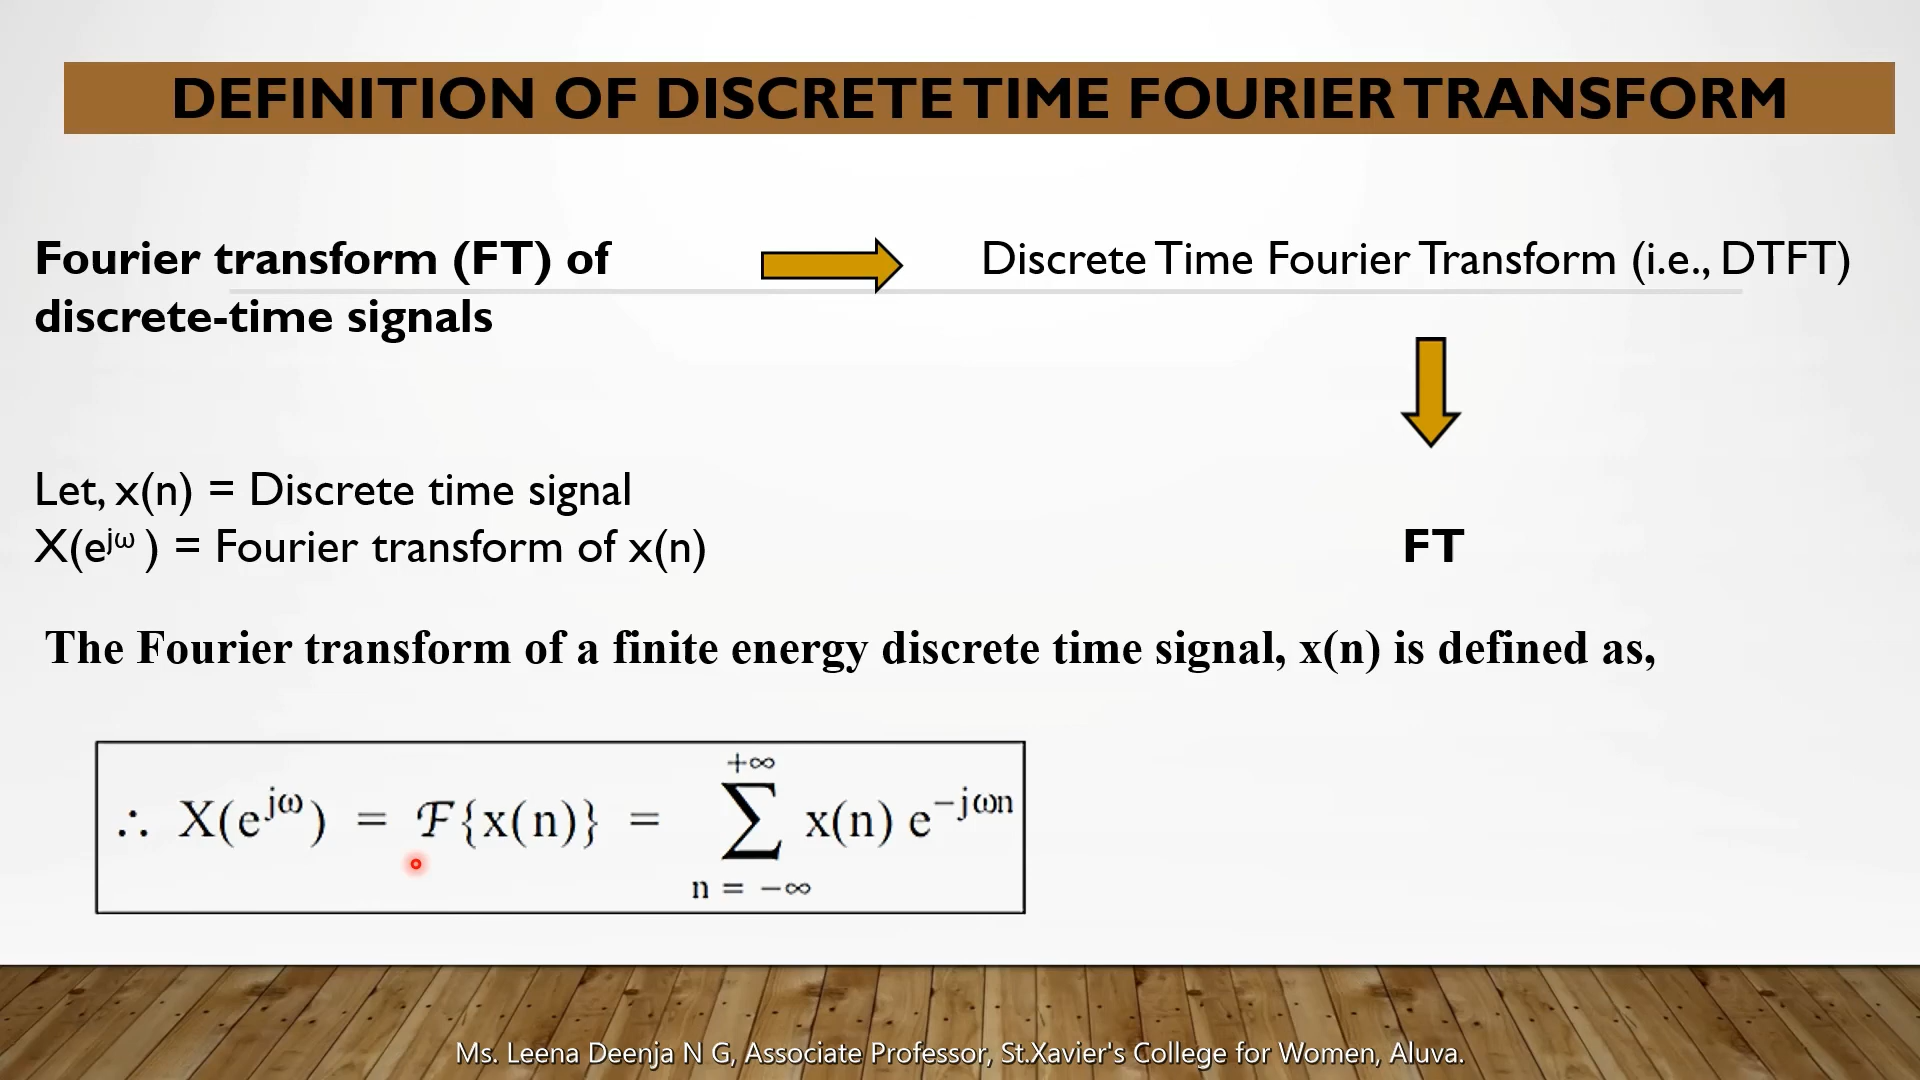 DEFINITION OF DISCRETE TIME FOURIER TRANSFORM
Fourier transform (FT) of
discrete-time signals
Discrete Time Fourier Transform (i.e., DTFT)
Let, x(n) = Discrete time signal
X(e^jω ) = Fourier transform of x(n)
FT
The Fourier transform of a finite energy discrete time signal, x(n) is defined as,
∴ X(e^jω) = ℱ{x(n)} = ∑_{n = −∞}^{+∞} x(n) e^−jωn
Ms. Leena Deenja N G, Associate Professor, St.Xavier's College for Women, Aluva.